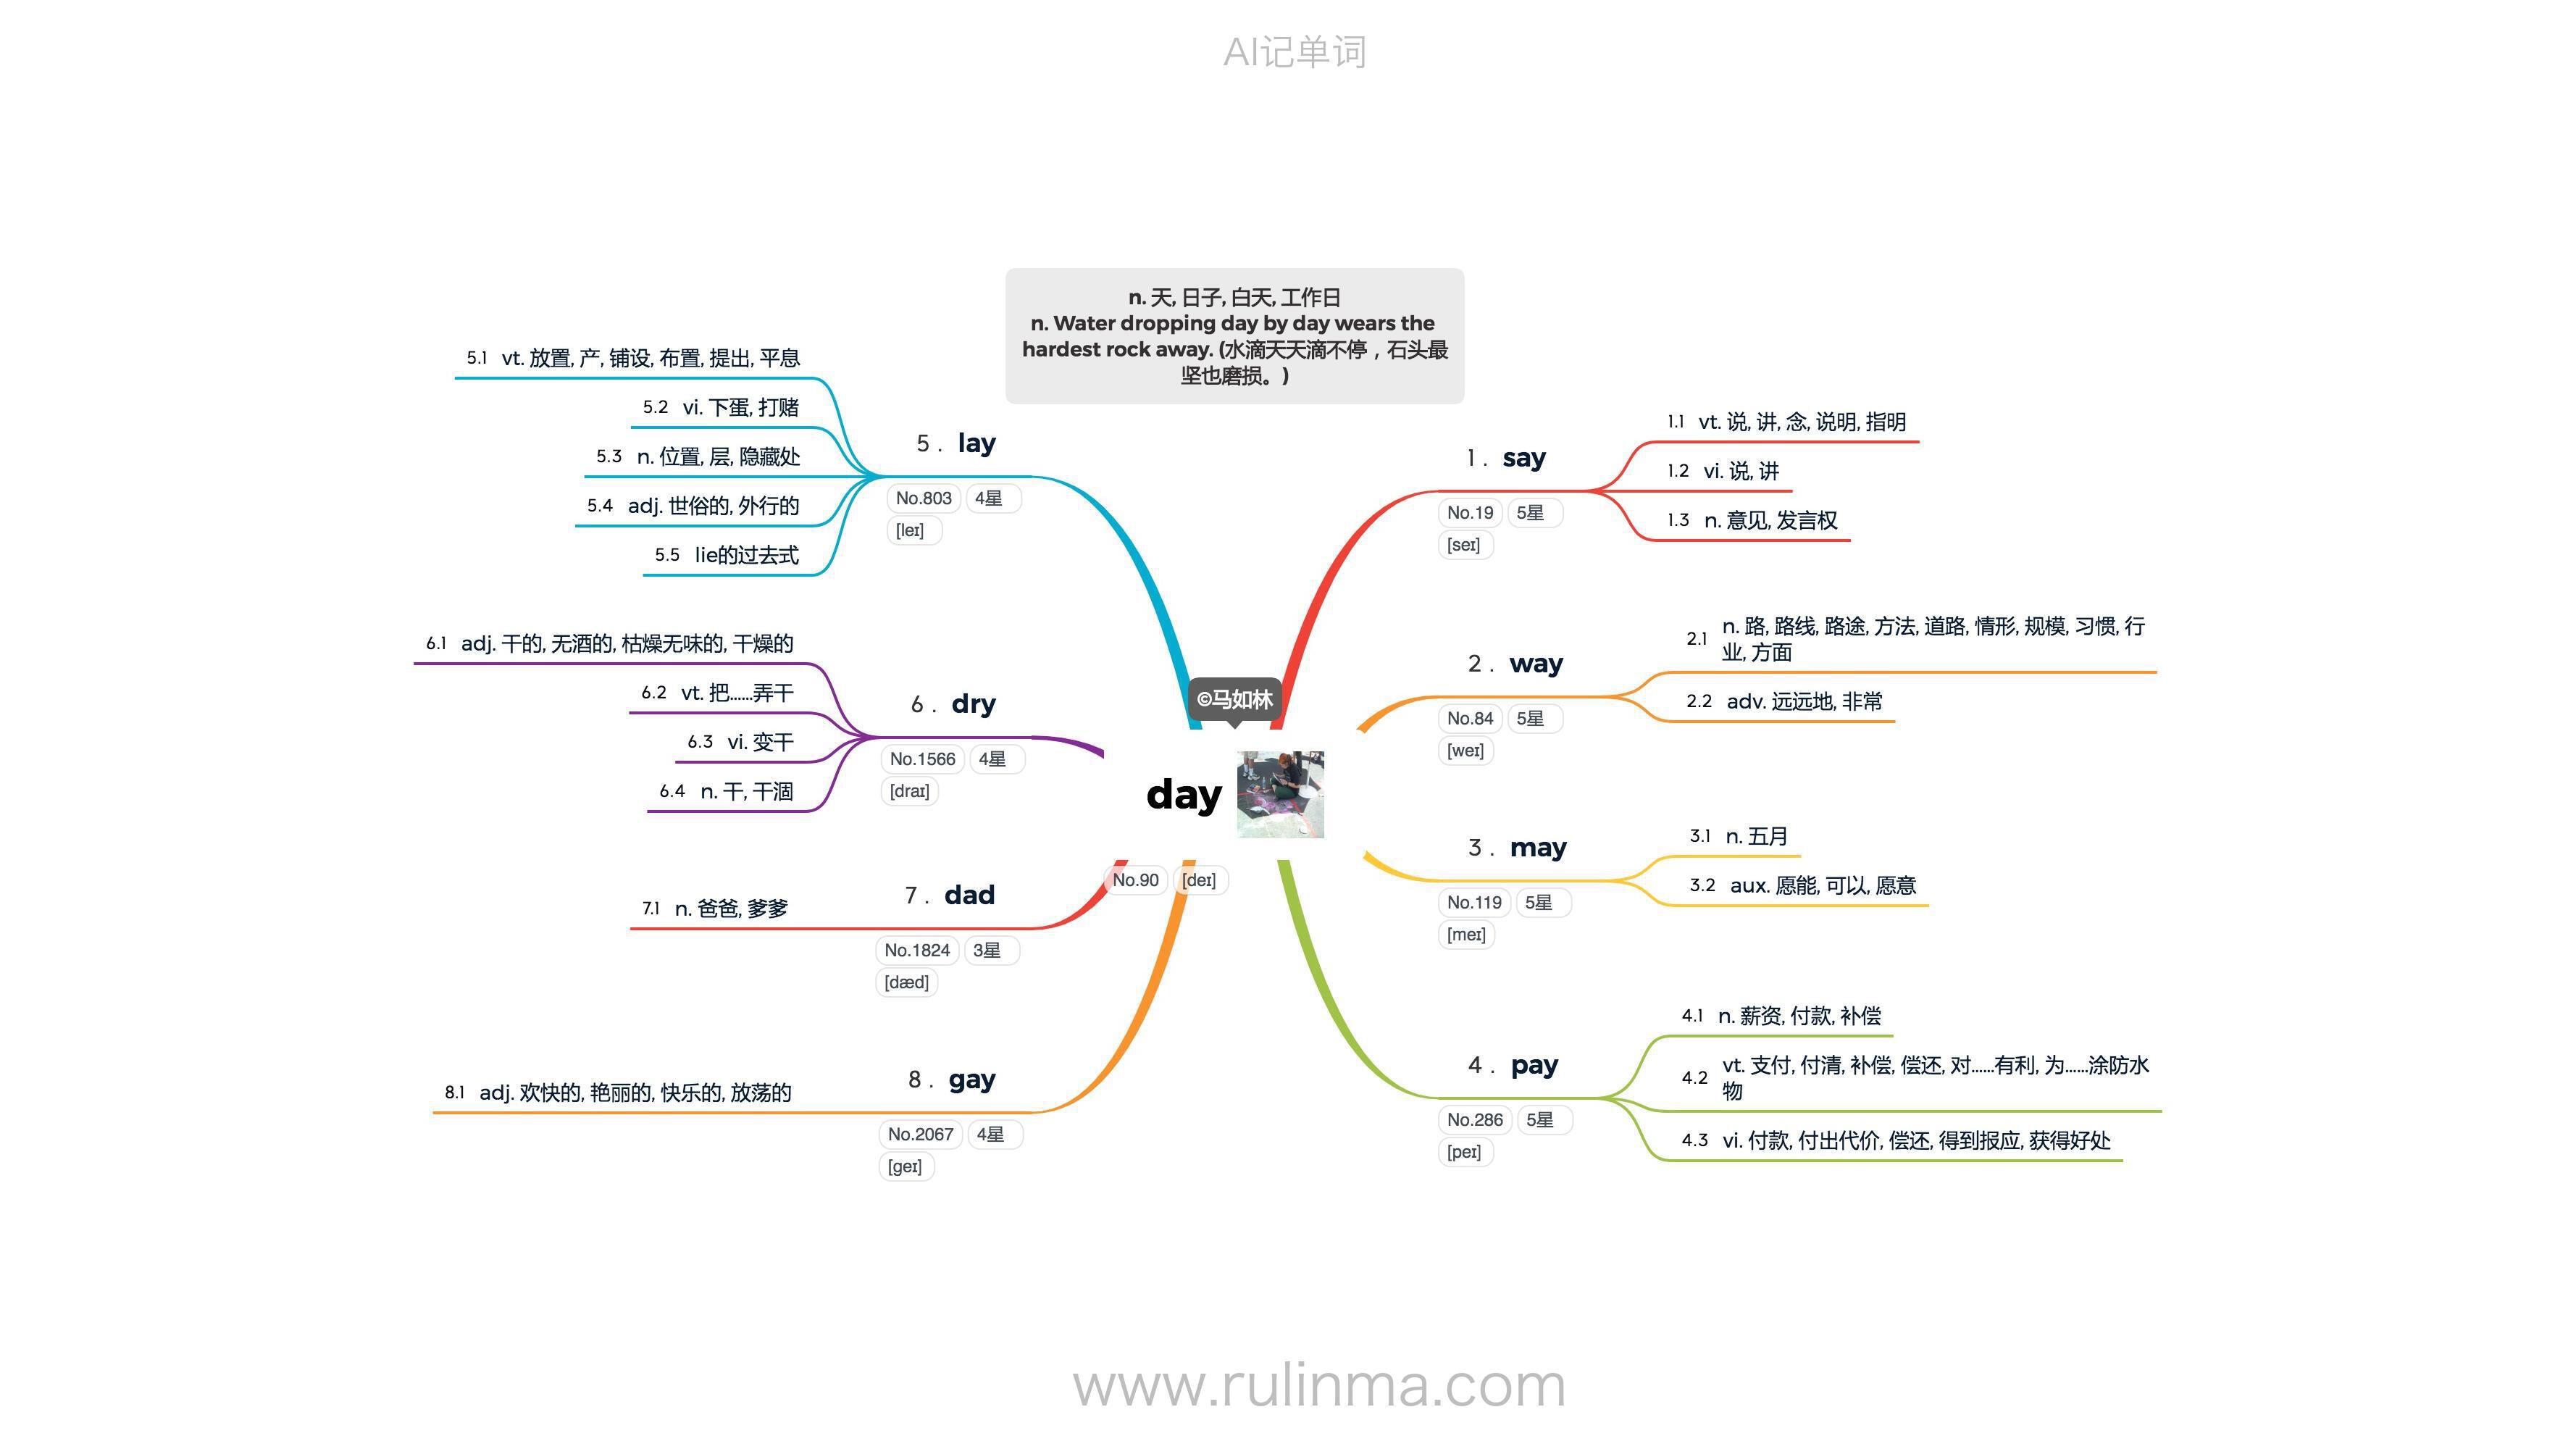 AI记单词
n. 天, 日子, 白天, 工作日
n. Water dropping day by day wears the
hardest rock away. (水滴天天滴不停，石头最
坚也磨损。)
©马如林
day
No.90 [deɪ]
1 . say
No.19 5星
[seɪ]
1.1 vt. 说, 讲, 念, 说明, 指明
1.2 vi. 说, 讲
1.3 n. 意见, 发言权
2 . way
No.84 5星
[weɪ]
2.1 n. 路, 路线, 路途, 方法, 道路, 情形, 规模, 习惯, 行
业, 方面
2.2 adv. 远远地, 非常
3 . may
No.119 5星
[meɪ]
3.1 n. 五月
3.2 aux. 愿能, 可以, 愿意
4 . pay
No.286 5星
[peɪ]
4.1 n. 薪资, 付款, 补偿
4.2 vt. 支付, 付清, 补偿, 偿还, 对......有利, 为......涂防水
物
4.3 vi. 付款, 付出代价, 偿还, 得到报应, 获得好处
5 . lay
No.803 4星
[leɪ]
5.1 vt. 放置, 产, 铺设, 布置, 提出, 平息
5.2 vi. 下蛋, 打赌
5.3 n. 位置, 层, 隐藏处
5.4 adj. 世俗的, 外行的
5.5 lie的过去式
6 . dry
No.1566 4星
[draɪ]
6.1 adj. 干的, 无酒的, 枯燥无味的, 干燥的
6.2 vt. 把......弄干
6.3 vi. 变干
6.4 n. 干, 干涸
7 . dad
No.1824 3星
[dæd]
7.1 n. 爸爸, 爹爹
8 . gay
No.2067 4星
[geɪ]
8.1 adj. 欢快的, 艳丽的, 快乐的, 放荡的
www.rulinma.com